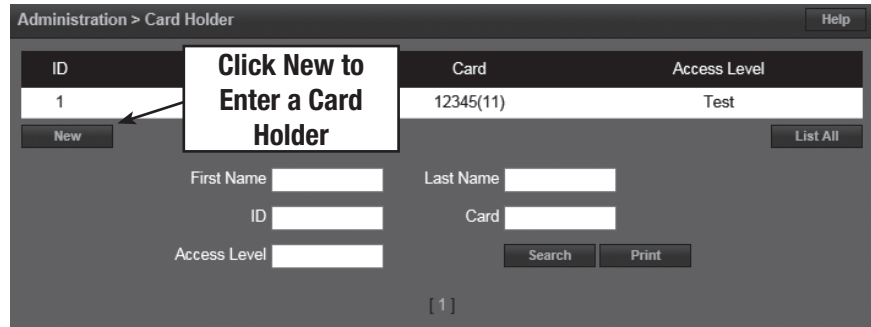 Administration > Card Holder Help
ID Card Access Level
1 12345(11) Test
Click New to
Enter a Card
Holder
New List All
First Name Last Name
ID Card
Access Level Search Print
[ 1 ]